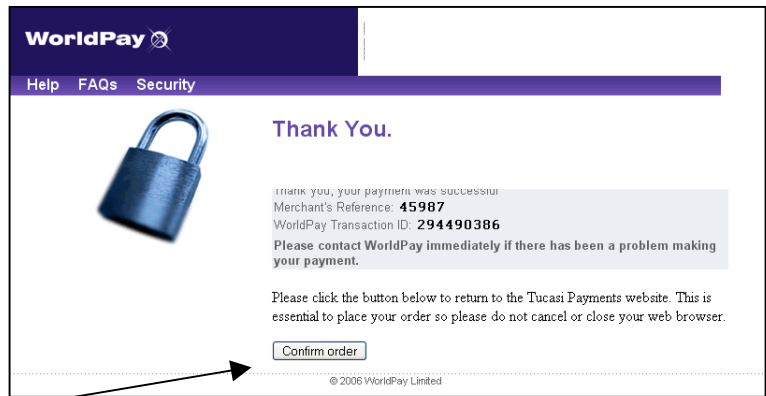 WorldPay
Help FAQs Security
Thank You.
Thank you, your payment was successful
Merchant's Reference: 45987
WorldPay Transaction ID: 294490386
Please contact WorldPay immediately if there has been a problem making
your payment.
Please click the button below to return to the Tucasi Payments website. This is
essential to place your order so please do not cancel or close your web browser.
Confirm order
© 2006 WorldPay Limited